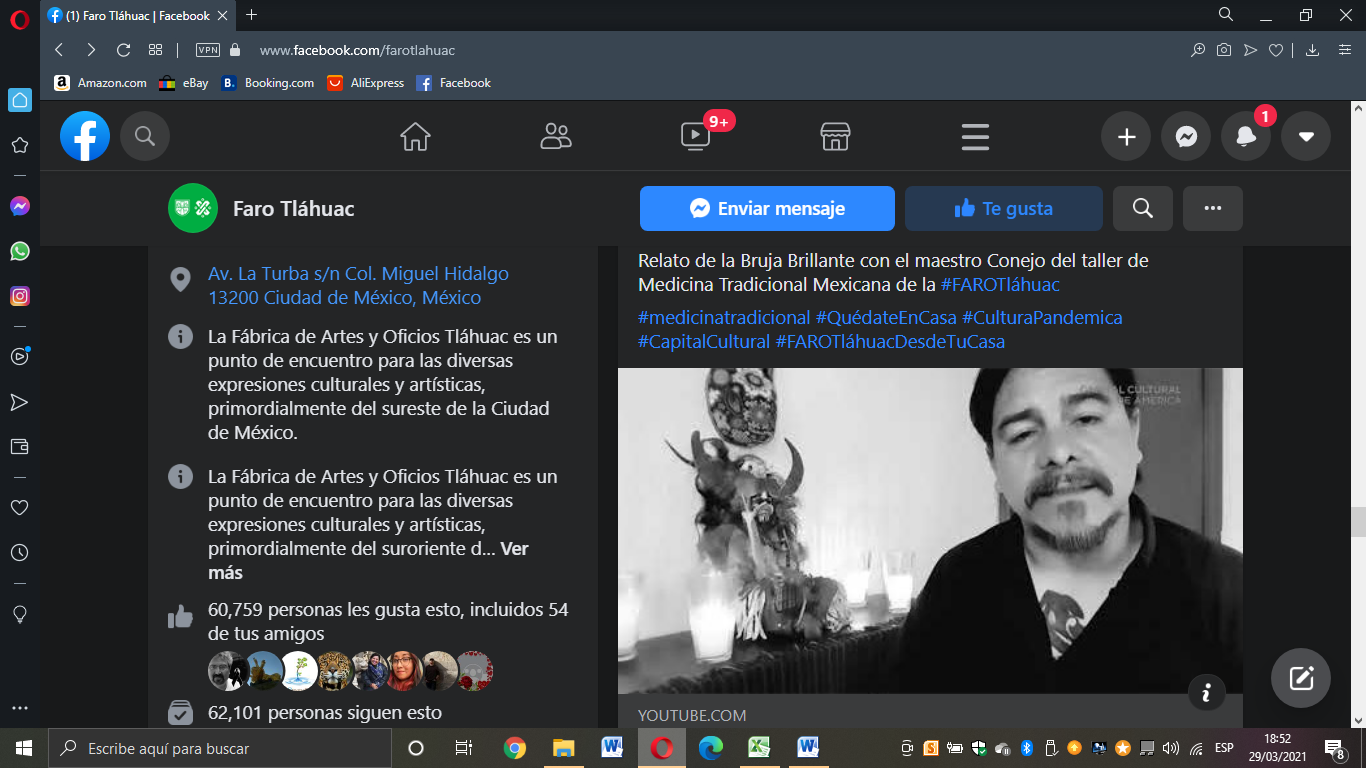 (1) Faro Tláhuac | Facebook
VPN
www.facebook.com/farotlahuac
Amazon.com
eBay
Booking.com
AliExpress
Facebook
9+
1
Faro Tláhuac
Enviar mensaje
Te gusta
Av. La Turba s/n Col. Miguel Hidalgo
13200 Ciudad de México, México
La Fábrica de Artes y Oficios Tláhuac es un
punto de encuentro para las diversas
expresiones culturales y artísticas,
primordialmente del sureste de la Ciudad
de México.
La Fábrica de Artes y Oficios Tláhuac es un
punto de encuentro para las diversas
expresiones culturales y artísticas,
primordialmente del suroriente d... Ver
más
60,759 personas les gusta esto, incluidos 54
de tus amigos
62,101 personas siguen esto
Relato de la Bruja Brillante con el maestro Conejo del taller de
Medicina Tradicional Mexicana de la #FAROTláhuac
#medicinatradicional #QuédateEnCasa #CulturaPandemica
#CapitalCultural #FAROTláhuacDesdeTuCasa
CULTURAL
DE AMÉRICA
YOUTUBE.COM
Escribe aquí para buscar
ESP
18:52
29/03/2021
8